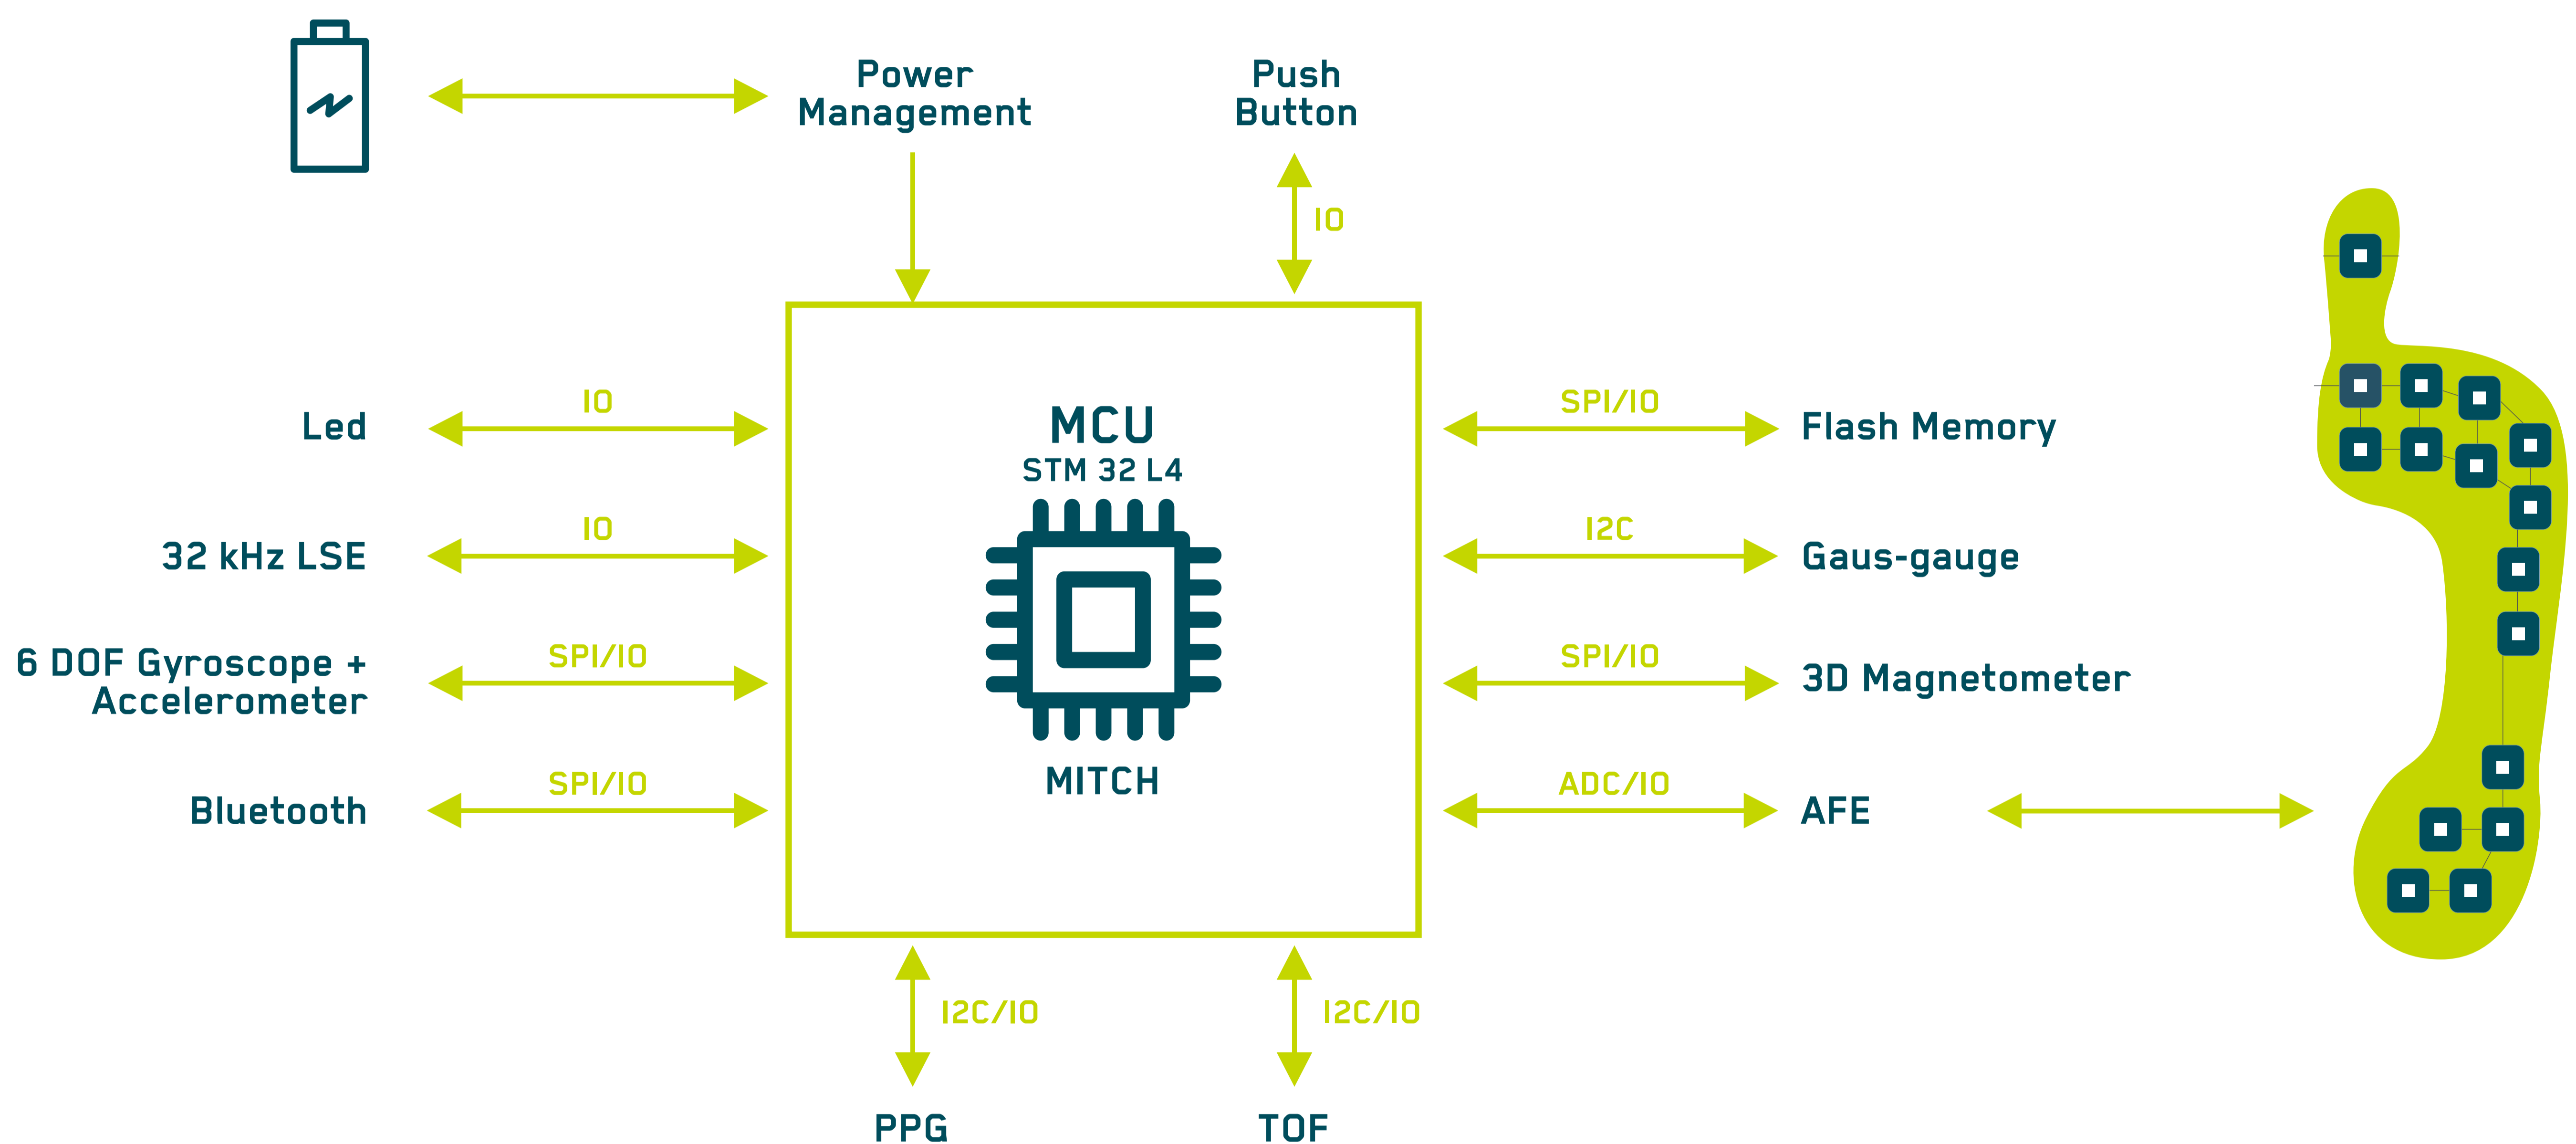 Power
Management
Push
Button
IO
Led
IO
32 kHz LSE
IO
6 DOF Gyroscope +
Accelerometer
SPI/IO
Bluetooth
SPI/IO
MCU
STM 32 L4
MITCH
SPI/IO
Flash Memory
I2C
Gaus-gauge
SPI/IO
3D Magnetometer
ADC/IO
AFE
I2C/IO
PPG
I2C/IO
TOF